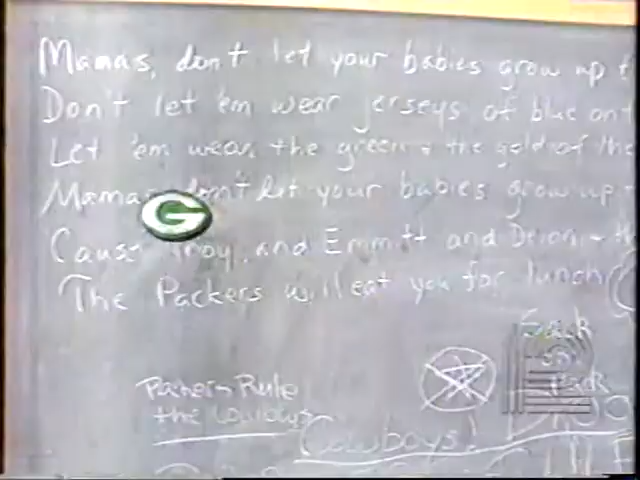 Mamas, don't let your babies grow up t
Don't let 'em wear jerseys of blue an
Let 'em wear the green + the gold of the
Mamas don't let your babies grow up
G
Cause Troy, and Emmitt and Deion + th
The Packers will eat you for lunch
Pack
Packers Rule
the Cowboys
Cowboys!